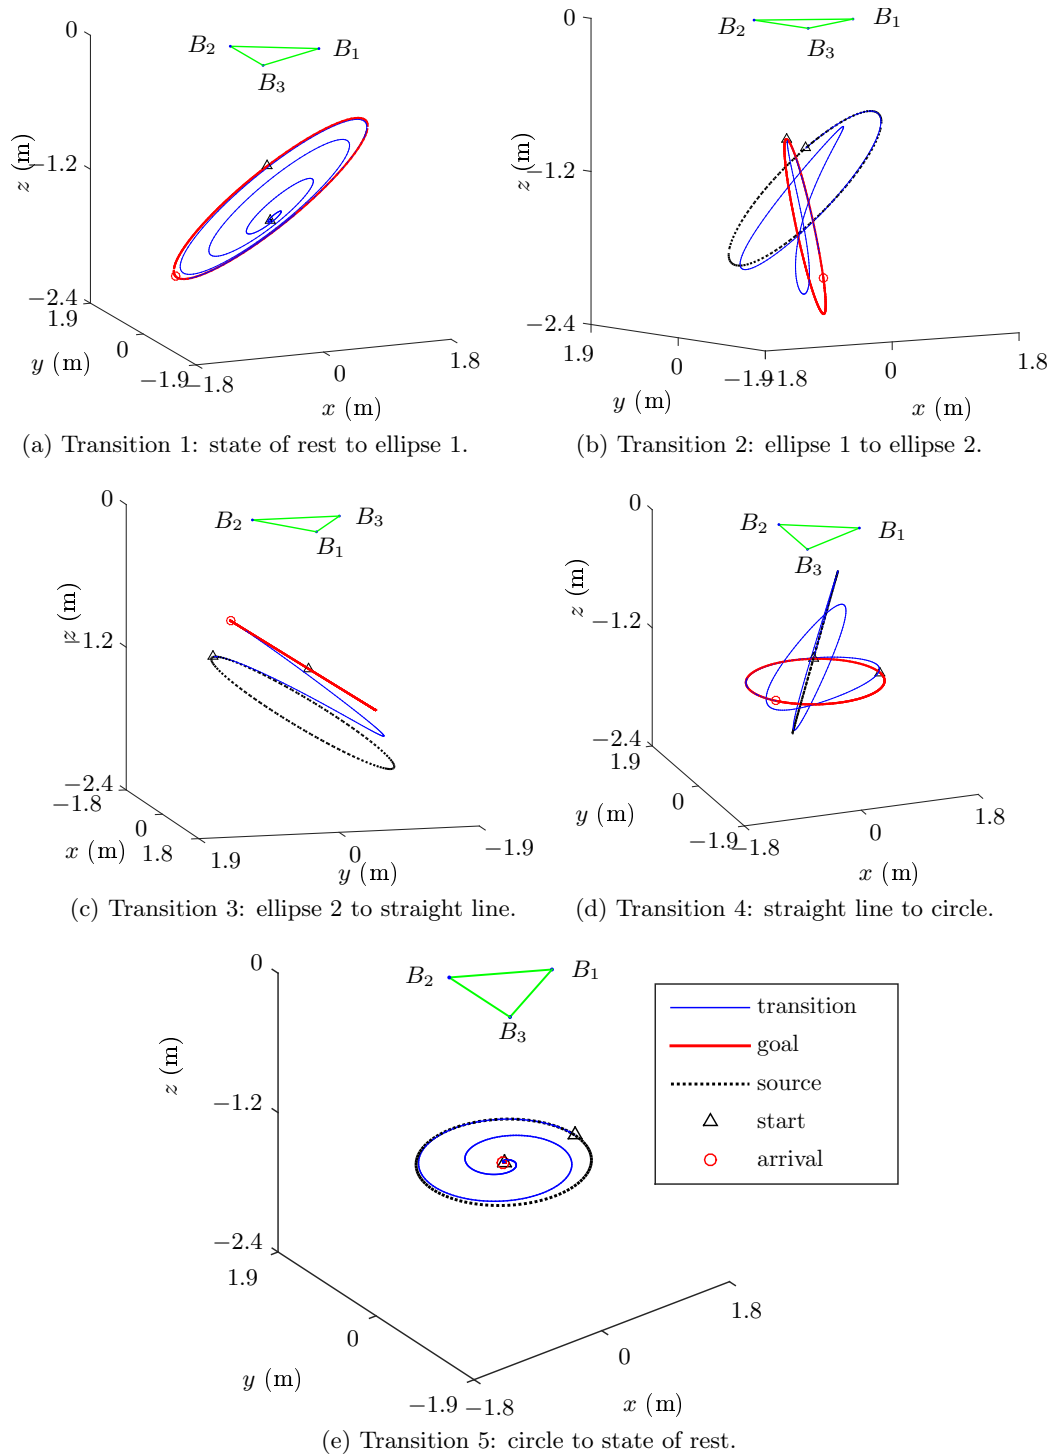 0
B₂ B₁
B₃
z (m)
−1.2
−2.4
1.9
y (m)
0
−1.9 −1.8
0
1.8
x (m)
(a) Transition 1: state of rest to ellipse 1.
0
B₂ B₁
B₃
z (m)
−1.2
−2.4
1.9
0
−1.9 −1.8
0
1.8
y (m)
x (m)
(b) Transition 2: ellipse 1 to ellipse 2.
0
B₂ B₃
B₁
z (m)
−1.2
−2.4
−1.8
0
x (m)
1.8
1.9
0
−1.9
y (m)
(c) Transition 3: ellipse 2 to straight line.
0
B₂ B₁
B₃
z (m)
−1.2
−2.4
1.9
0
y (m)
−1.9 −1.8
0
1.8
x (m)
(d) Transition 4: straight line to circle.
0
B₂ B₁
B₃
z (m)
−1.2
−2.4
1.9
0
y (m)
−1.9 −1.8
0
1.8
x (m)
transition
goal
source
start
arrival
(e) Transition 5: circle to state of rest.